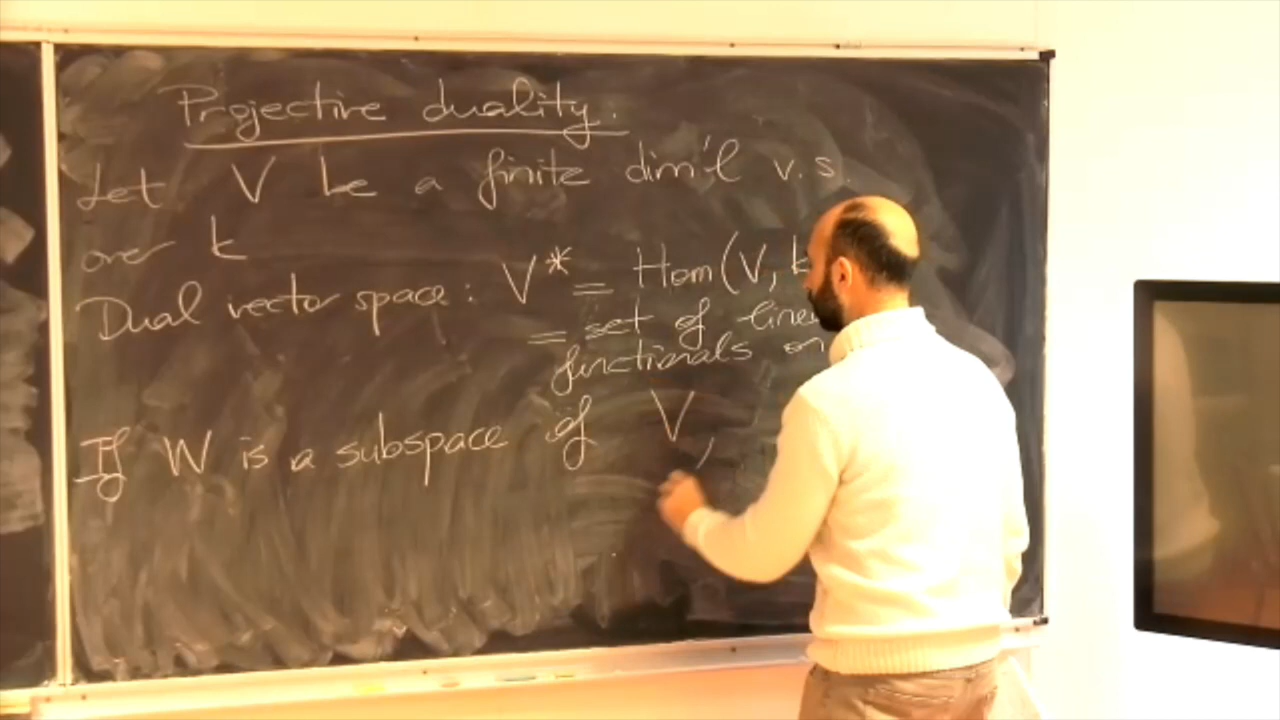 Projective duality.
Let V be a finite dim'l v.s.
over k
Dual vector space: V* = Hom(V, k
= set of
functionals on
If W is a subspace of V,